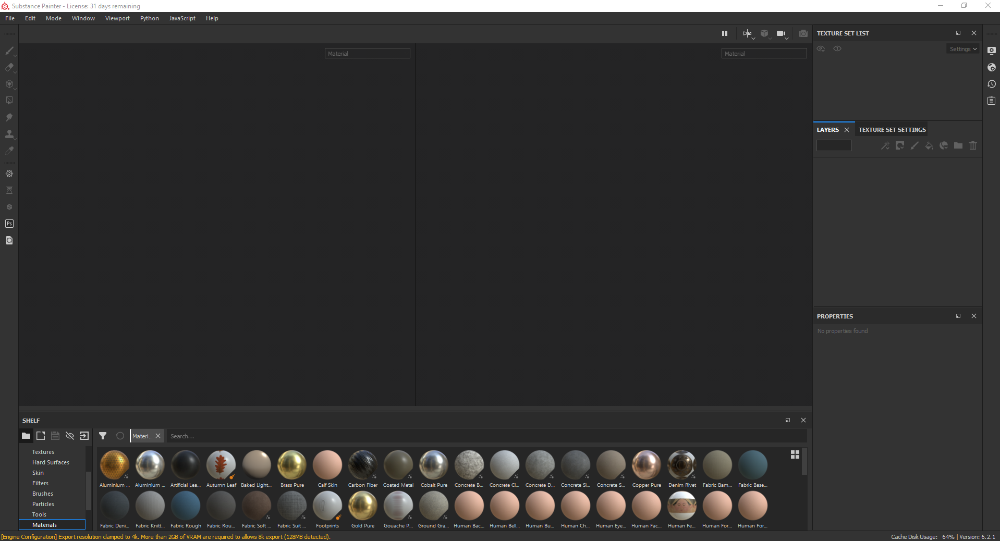 Substance Painter - License: 31 days remaining
File Edit Mode Window Viewport Python JavaScript Help
Material
Material
TEXTURE SET LIST
Settings
LAYERS
TEXTURE SET SETTINGS
Ps
PROPERTIES
No properties found
SHELF
Materi..
Search...
Textures
Hard Surfaces
Skin
Filters
Brushes
Particles
Tools
Materials
Aluminium ... Aluminium ... Artificial Lea... Autumn Leaf Baked Light... Brass Pure Calf Skin Carbon Fiber Coated Metal Cobalt Pure Concrete B... Concrete Cl... Concrete D... Concrete Si... Concrete S... Copper Pure Denim Rivet Fabric Bam... Fabric Base...
Fabric Deni... Fabric Knitt... Fabric Rough Fabric Rou... Fabric Soft ... Fabric Suit ... Footprints Gold Pure Gouache P... Ground Gra... Human Bac... Human Bell... Human Bu... Human Ch... Human Eye... Human Fac... Human Fe... Human For... Human For...
[Engine Configuration] Export resolution clamped to 4k. More than 2GB of VRAM are required to allows 8k export (128MB detected).
Cache Disk Usage: 64% | Version: 6.2.1